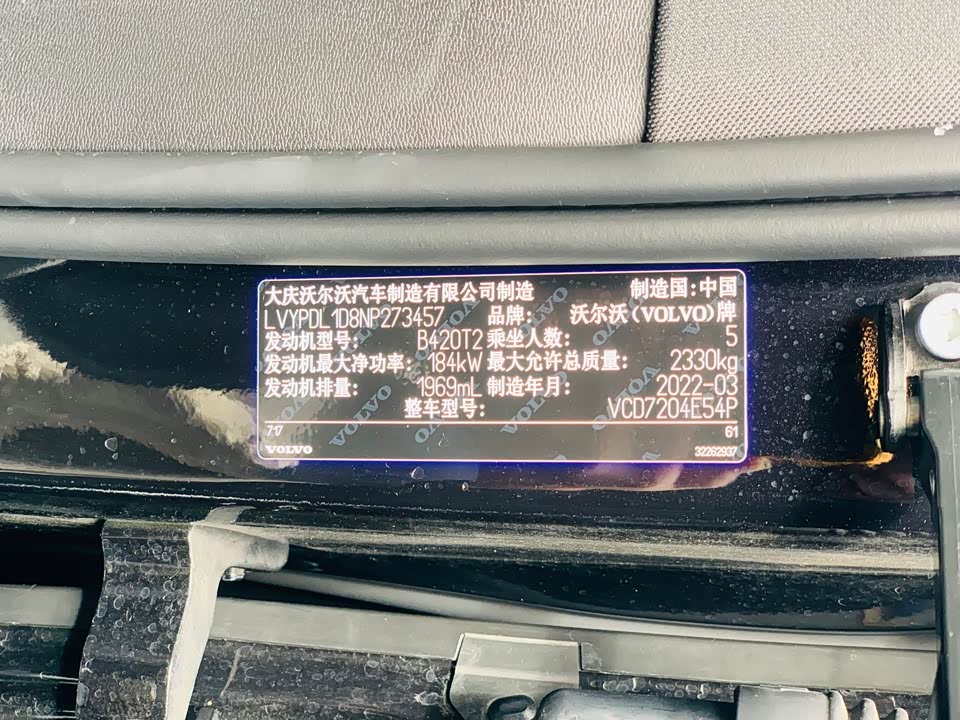 大庆沃尔沃汽车制造有限公司制造 制造国:中国
LVYPDL1D8NP273457 品牌: 沃尔沃(VOLVO)牌
发动机型号: B420T2 乘坐人数: 5
发动机最大净功率: 184kW 最大允许总质量: 2330kg
发动机排量: 1969mL 制造年月: 2022-03
整车型号: VCD7204E54P
717 61
VOLVO 32262937